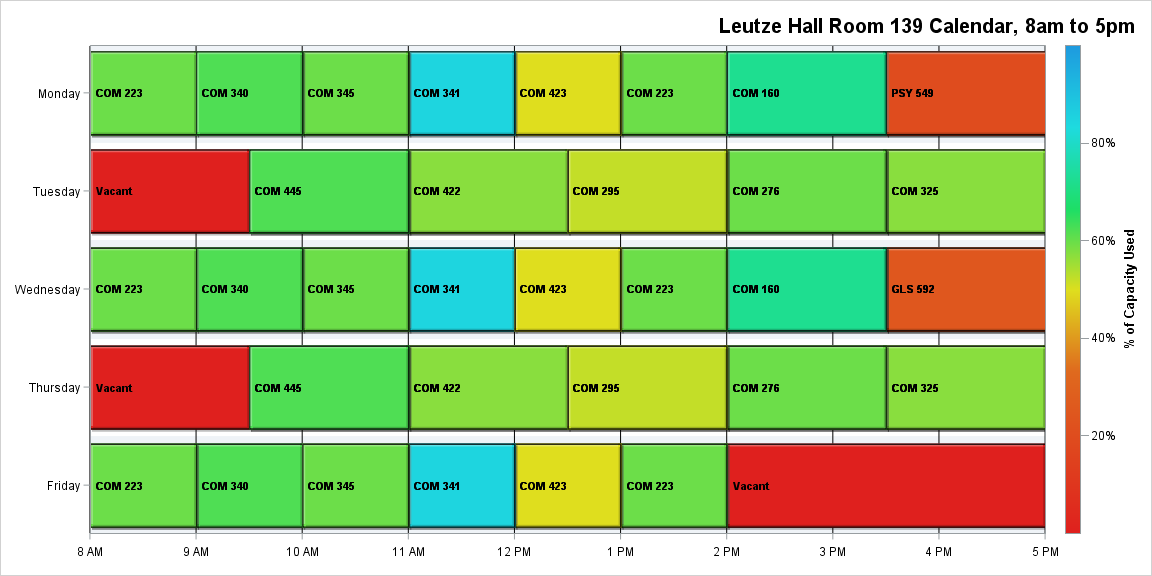 Leutze Hall Room 139 Calendar, 8am to 5pm
Monday
COM 223 COM 340 COM 345 COM 341 COM 423 COM 223 COM 160 PSY 549
Tuesday
Vacant COM 445 COM 422 COM 295 COM 276 COM 325
Wednesday
COM 223 COM 340 COM 345 COM 341 COM 423 COM 223 COM 160 GLS 592
Thursday
Vacant COM 445 COM 422 COM 295 COM 276 COM 325
Friday
COM 223 COM 340 COM 345 COM 341 COM 423 COM 223 Vacant
8 AM 9 AM 10 AM 11 AM 12 PM 1 PM 2 PM 3 PM 4 PM 5 PM
80%
60%
40%
20%
% of Capacity Used